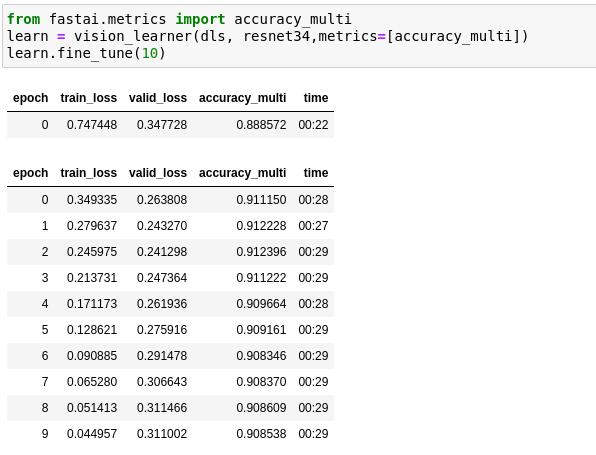 from fastai.metrics import accuracy_multi
learn = vision_learner(dls, resnet34,metrics=[accuracy_multi])
learn.fine_tune(10)
epoch train_loss valid_loss accuracy_multi time
0 0.747448 0.347728 0.888572 00:22
epoch train_loss valid_loss accuracy_multi time
0 0.349335 0.263808 0.911150 00:28
1 0.279637 0.243270 0.912228 00:27
2 0.245975 0.241298 0.912396 00:29
3 0.213731 0.247364 0.911222 00:29
4 0.171173 0.261936 0.909664 00:28
5 0.128621 0.275916 0.909161 00:29
6 0.090885 0.291478 0.908346 00:29
7 0.065280 0.306643 0.908370 00:29
8 0.051413 0.311466 0.908609 00:29
9 0.044957 0.311002 0.908538 00:29